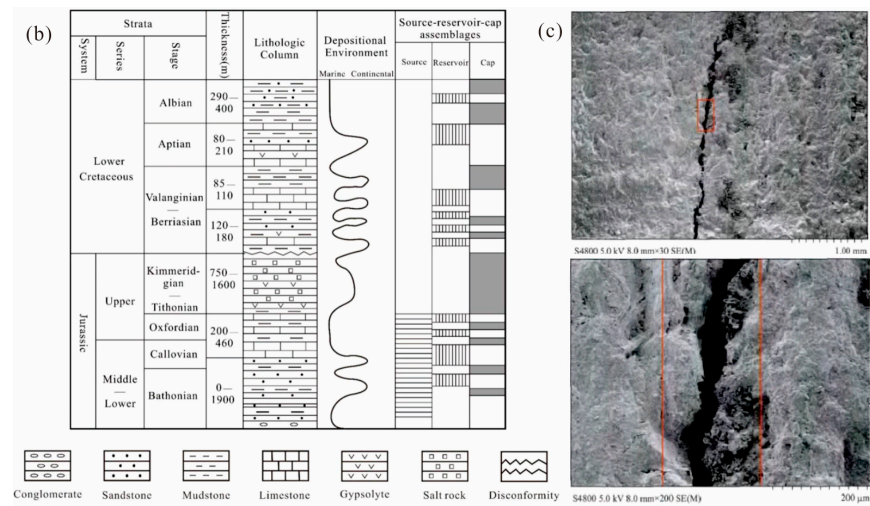 (b)
Strata
System
Series
Stage
Thickness(m)
Lithologic
Column
Depositional
Environment
Marine Continental
Source-reservoir-cap
assemblages
Source
Reservoir
Cap
Lower
Cretaceous
Albian
290—
400
Aptian
80—
210
Valanginian
—
Berriasian
85—
110
120—
180
Jurassic
Upper
Kimmerid-
gian
—
Tithonian
750—
1600
Oxfordian
200—
460
Middle
—
Lower
Callovian
Bathonian
0—
1900
Conglomerate
Sandstone
Mudstone
Limestone
Gypsolyte
Salt rock
Disconformity
(c)
S4800 5.0 kV 8.0 mm×30 SE(M)
1.00 mm
S4800 5.0 kV 8.0 mm×200 SE(M)
200 μm